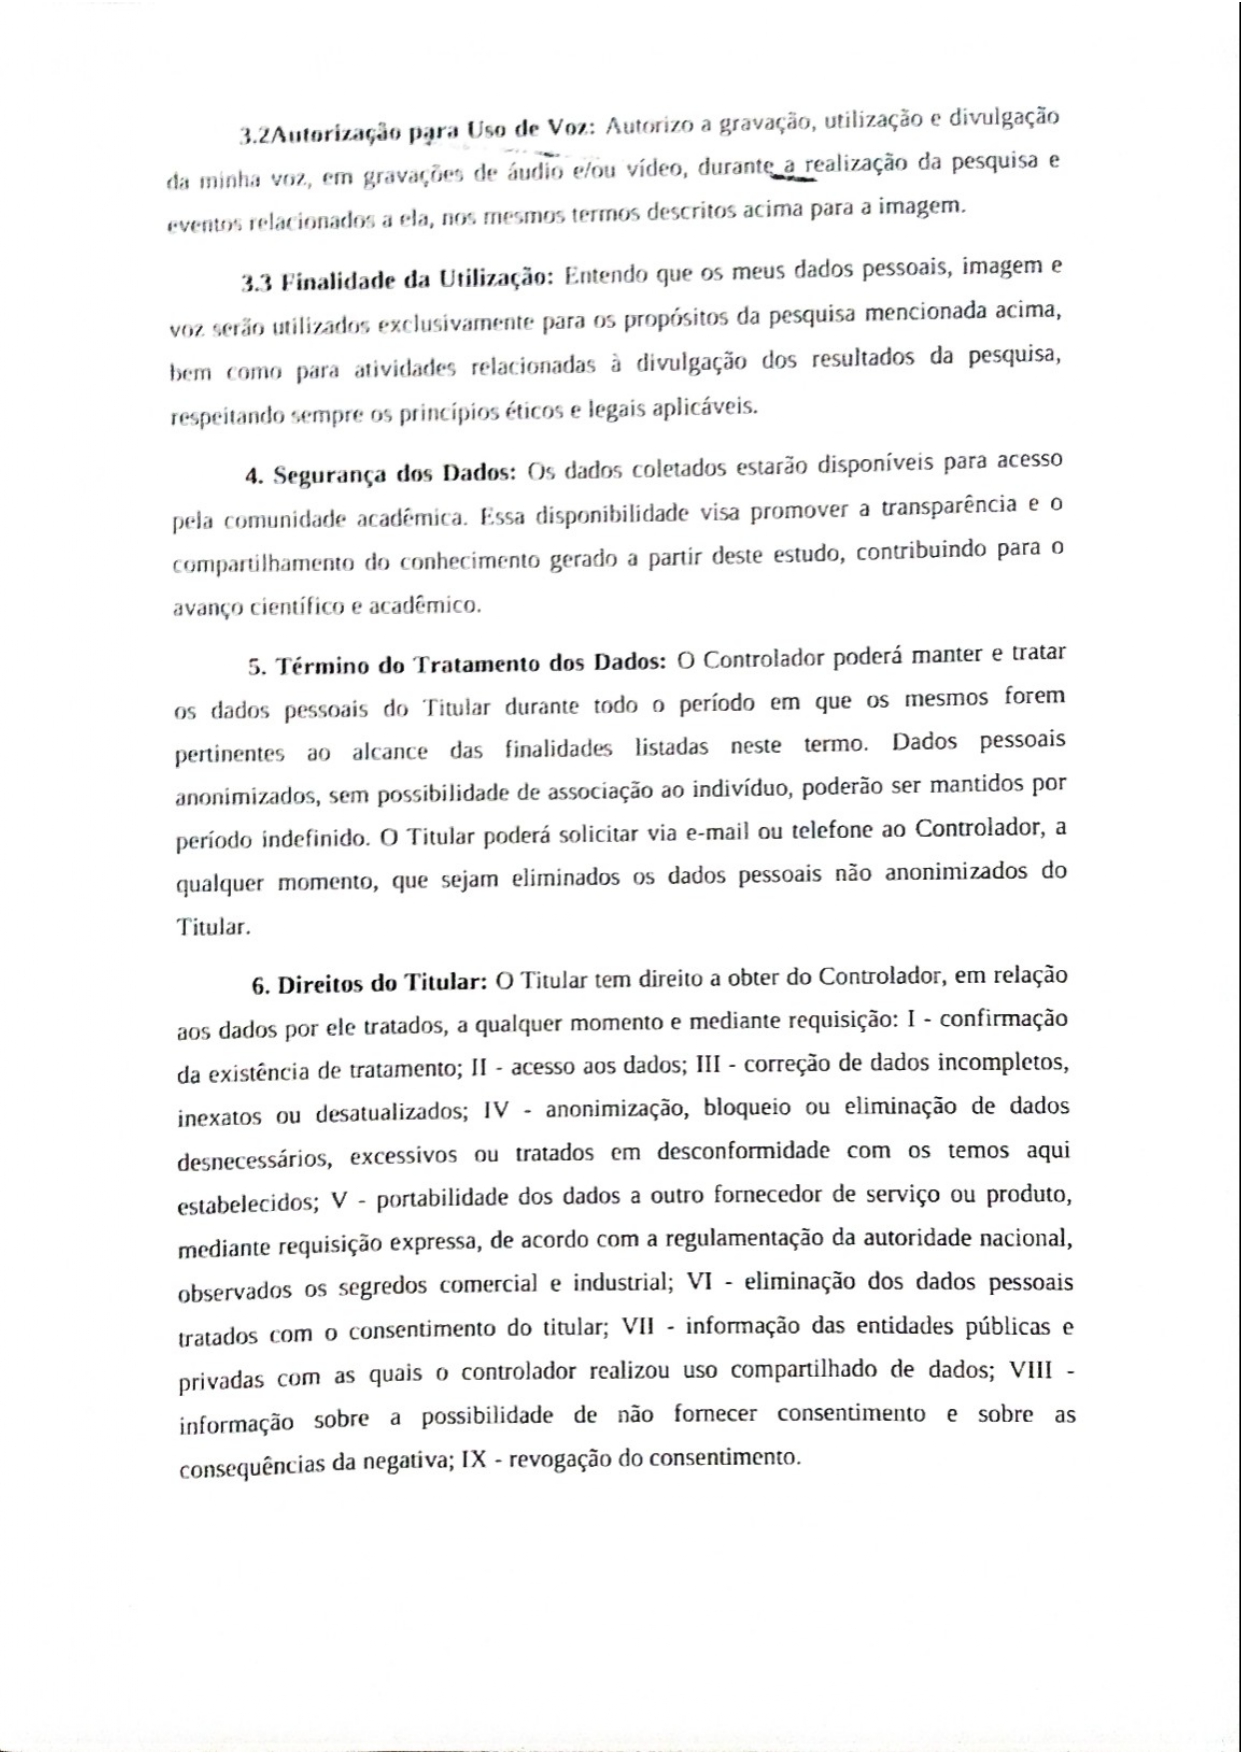 3.2Autorização para Uso de Voz: Autorizo a gravação, utilização e divulgação
da minha voz, em gravações de áudio e/ou vídeo, durante a realização da pesquisa e
eventos relacionados a ela, nos mesmos termos descritos acima para a imagem.
3.3 Finalidade da Utilização: Entendo que os meus dados pessoais, imagem e
voz serão utilizados exclusivamente para os propósitos da pesquisa mencionada acima,
bem como para atividades relacionadas à divulgação dos resultados da pesquisa,
respeitando sempre os princípios éticos e legais aplicáveis.
4. Segurança dos Dados: Os dados coletados estarão disponíveis para acesso
pela comunidade acadêmica. Essa disponibilidade visa promover a transparência e o
compartilhamento do conhecimento gerado a partir deste estudo, contribuindo para o
avanço científico e acadêmico.
5. Término do Tratamento dos Dados: O Controlador poderá manter e tratar
os dados pessoais do Titular durante todo o período em que os mesmos forem
pertinentes ao alcance das finalidades listadas neste termo. Dados pessoais
anonimizados, sem possibilidade de associação ao indivíduo, poderão ser mantidos por
período indefinido. O Titular poderá solicitar via e-mail ou telefone ao Controlador, a
qualquer momento, que sejam eliminados os dados pessoais não anonimizados do
Titular.
6. Direitos do Titular: O Titular tem direito a obter do Controlador, em relação
aos dados por ele tratados, a qualquer momento e mediante requisição: I - confirmação
da existência de tratamento; II - acesso aos dados; III - correção de dados incompletos,
inexatos ou desatualizados; IV - anonimização, bloqueio ou eliminação de dados
desnecessários, excessivos ou tratados em desconformidade com os temos aqui
estabelecidos; V - portabilidade dos dados a outro fornecedor de serviço ou produto,
mediante requisição expressa, de acordo com a regulamentação da autoridade nacional,
observados os segredos comercial e industrial; VI - eliminação dos dados pessoais
tratados com o consentimento do titular; VII - informação das entidades públicas e
privadas com as quais o controlador realizou uso compartilhado de dados; VIII -
informação sobre a possibilidade de não fornecer consentimento e sobre as
consequências da negativa; IX - revogação do consentimento.